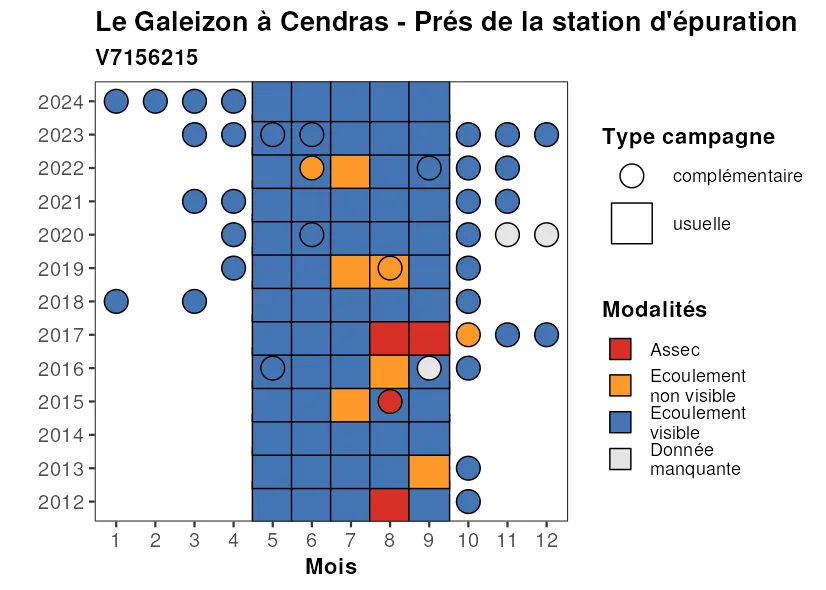 Le Galeizon à Cendras - Prés de la station d'épuration
V7156215
2024
2023
2022
2021
2020
2019
2018
2017
2016
2015
2014
2013
2012
1 2 3 4 5 6 7 8 9 10 11 12
Mois
Type campagne
complémentaire
usuelle
Modalités
Assec
Ecoulement
non visible
Ecoulement
visible
Donnée
manquante